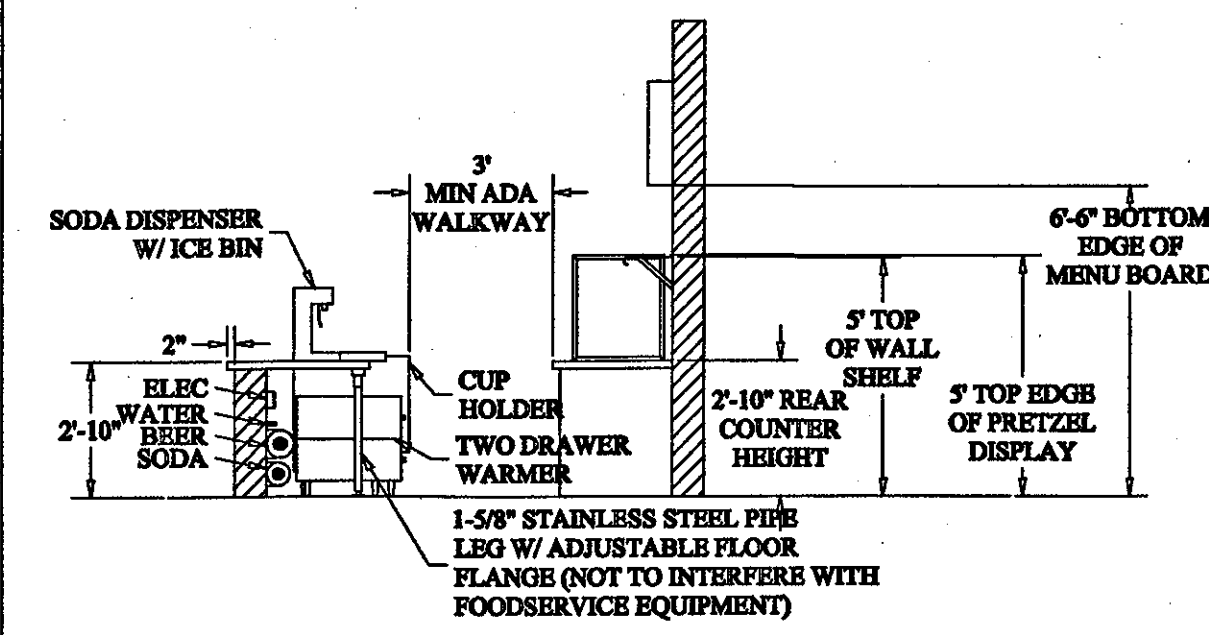 3'
MIN ADA
WALKWAY
SODA DISPENSER
W/ ICE BIN
6'-6" BOTTOM
EDGE OF
MENU BOARD
2"
5' TOP
OF WALL
SHELF
ELEC
WATER
BEER
SODA
2'-10"
CUP
HOLDER
TWO DRAWER
WARMER
2'-10" REAR
COUNTER
HEIGHT
5' TOP EDGE
OF PRETZEL
DISPLAY
1-5/8" STAINLESS STEEL PIPE
LEG W/ ADJUSTABLE FLOOR
FLANGE (NOT TO INTERFERE WITH
FOODSERVICE EQUIPMENT)